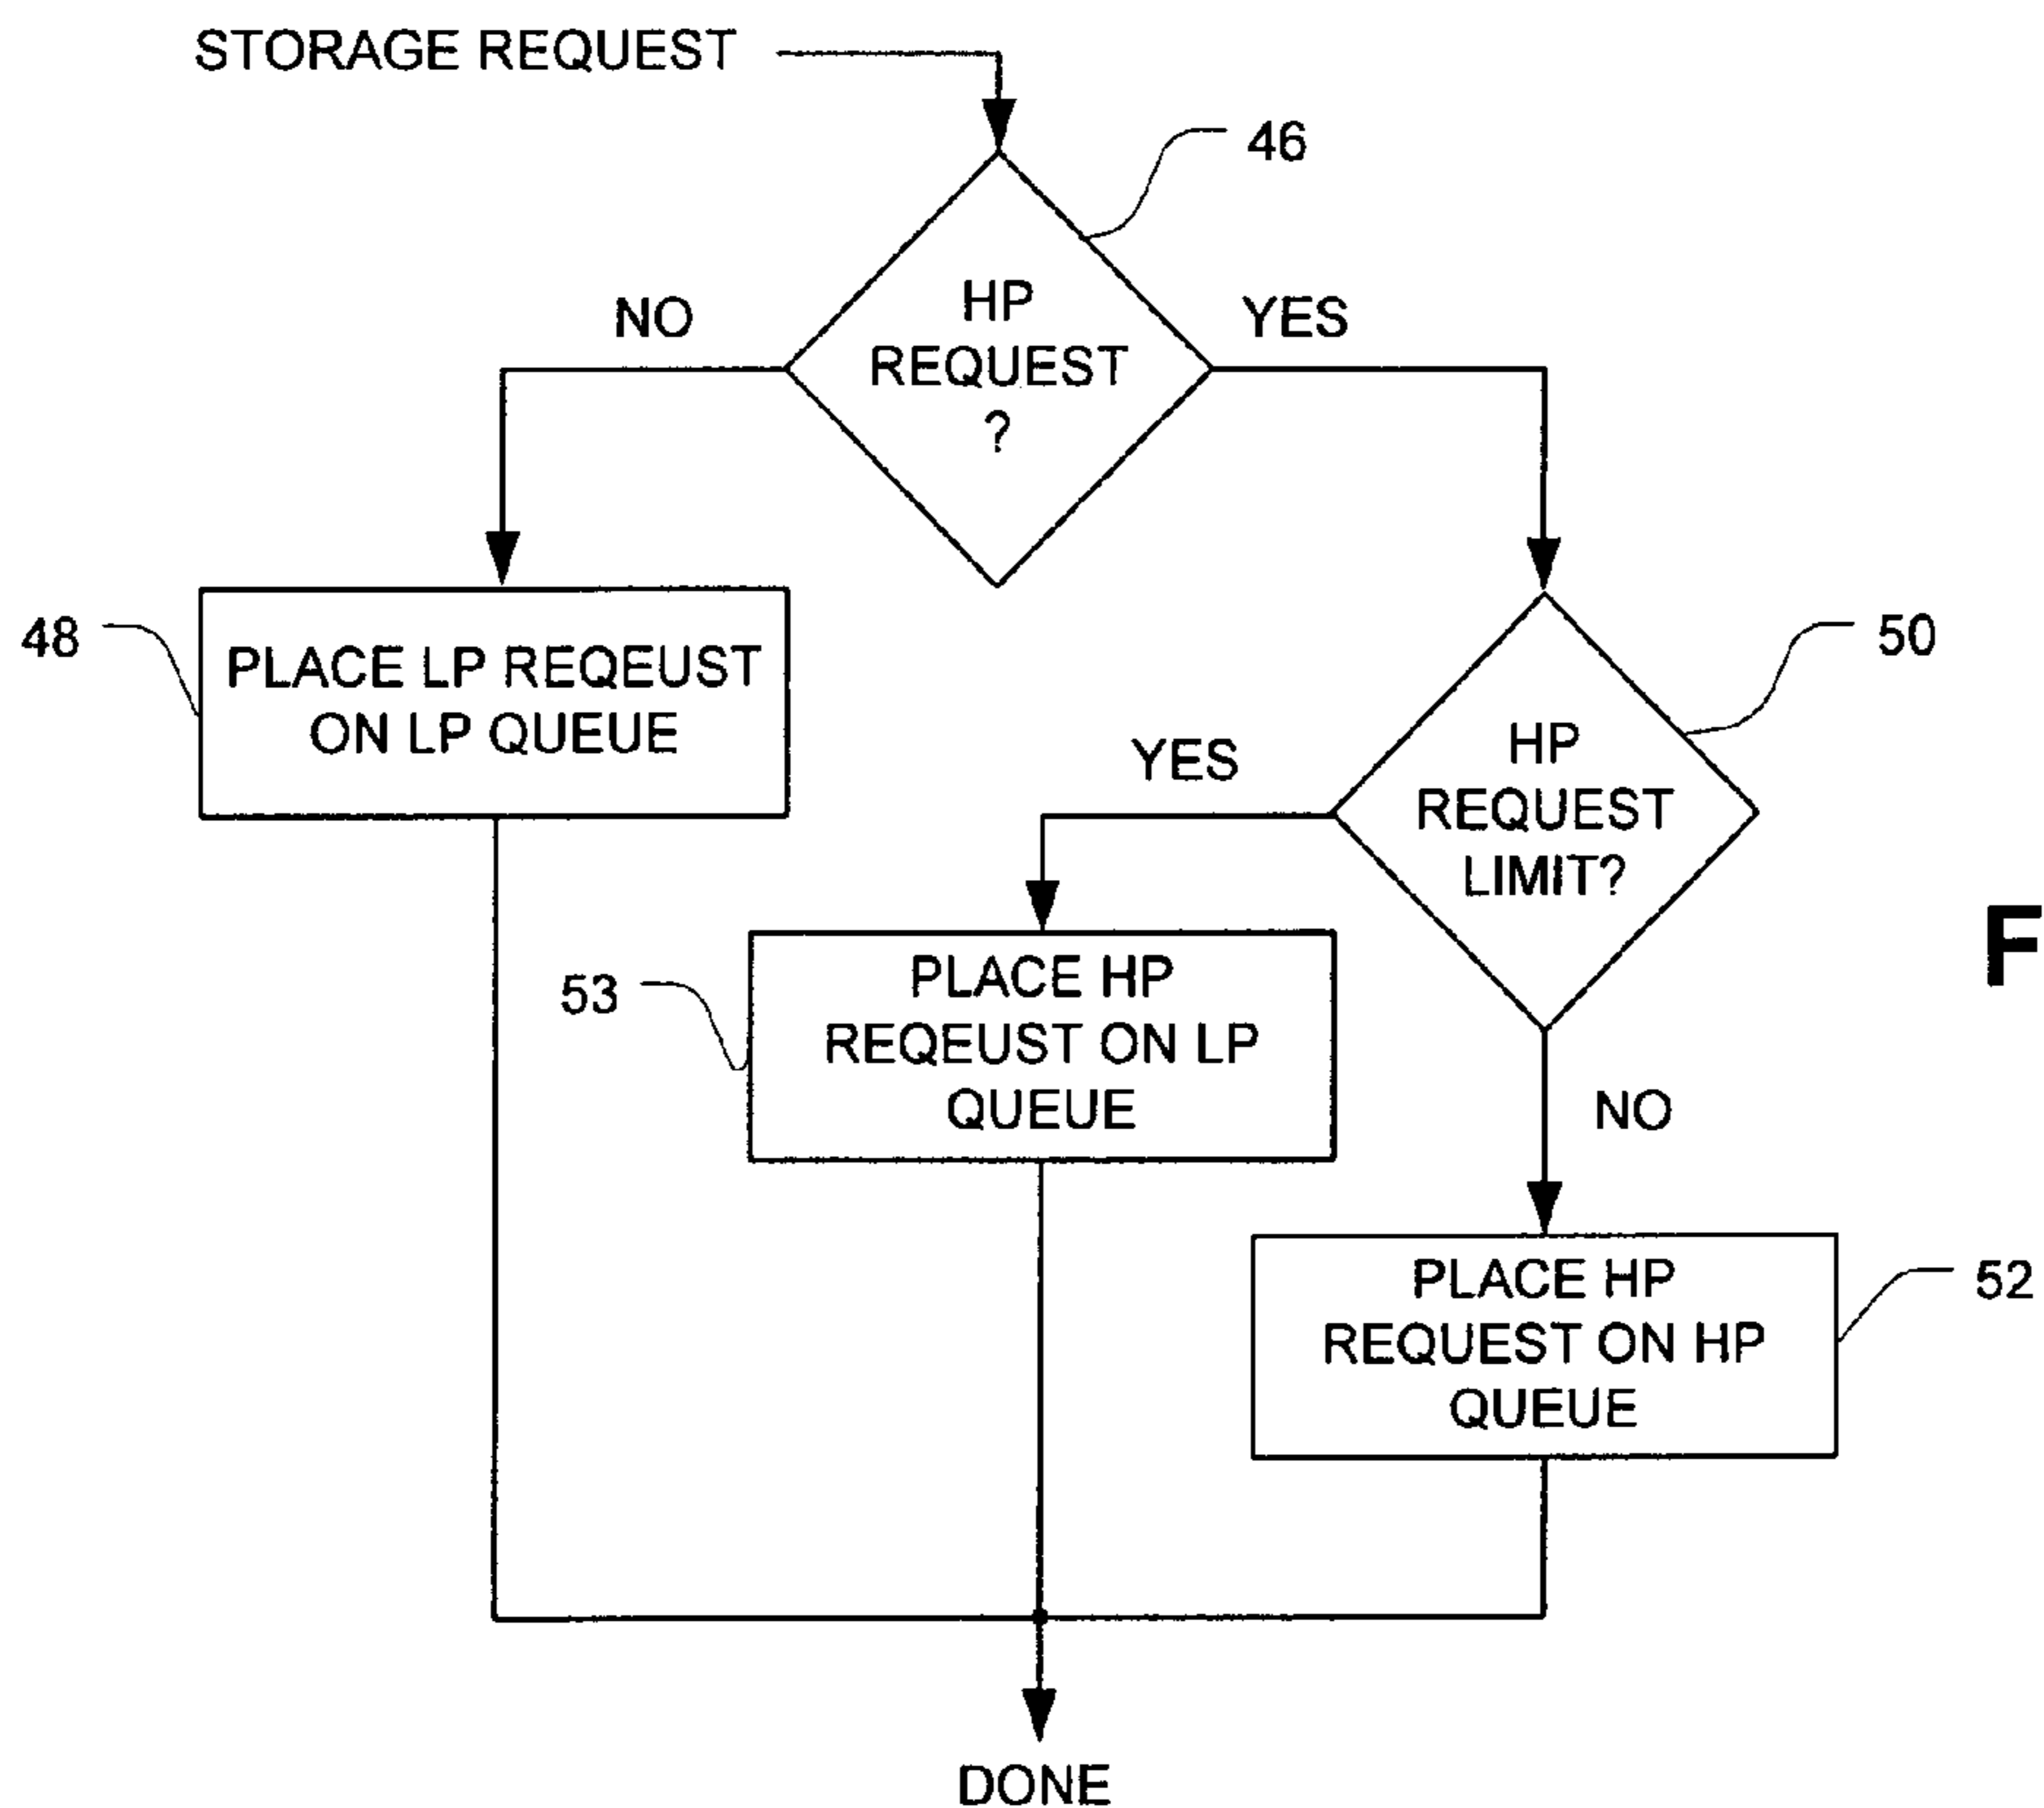 STORAGE REQUEST
46
HP
REQUEST
?
NO
YES
48
PLACE LP REQEUST
ON LP QUEUE
50
HP
REQUEST
LIMIT?
YES
NO
53
PLACE HP
REQEUST ON LP
QUEUE
F
52
PLACE HP
REQUEST ON HP
QUEUE
DONE